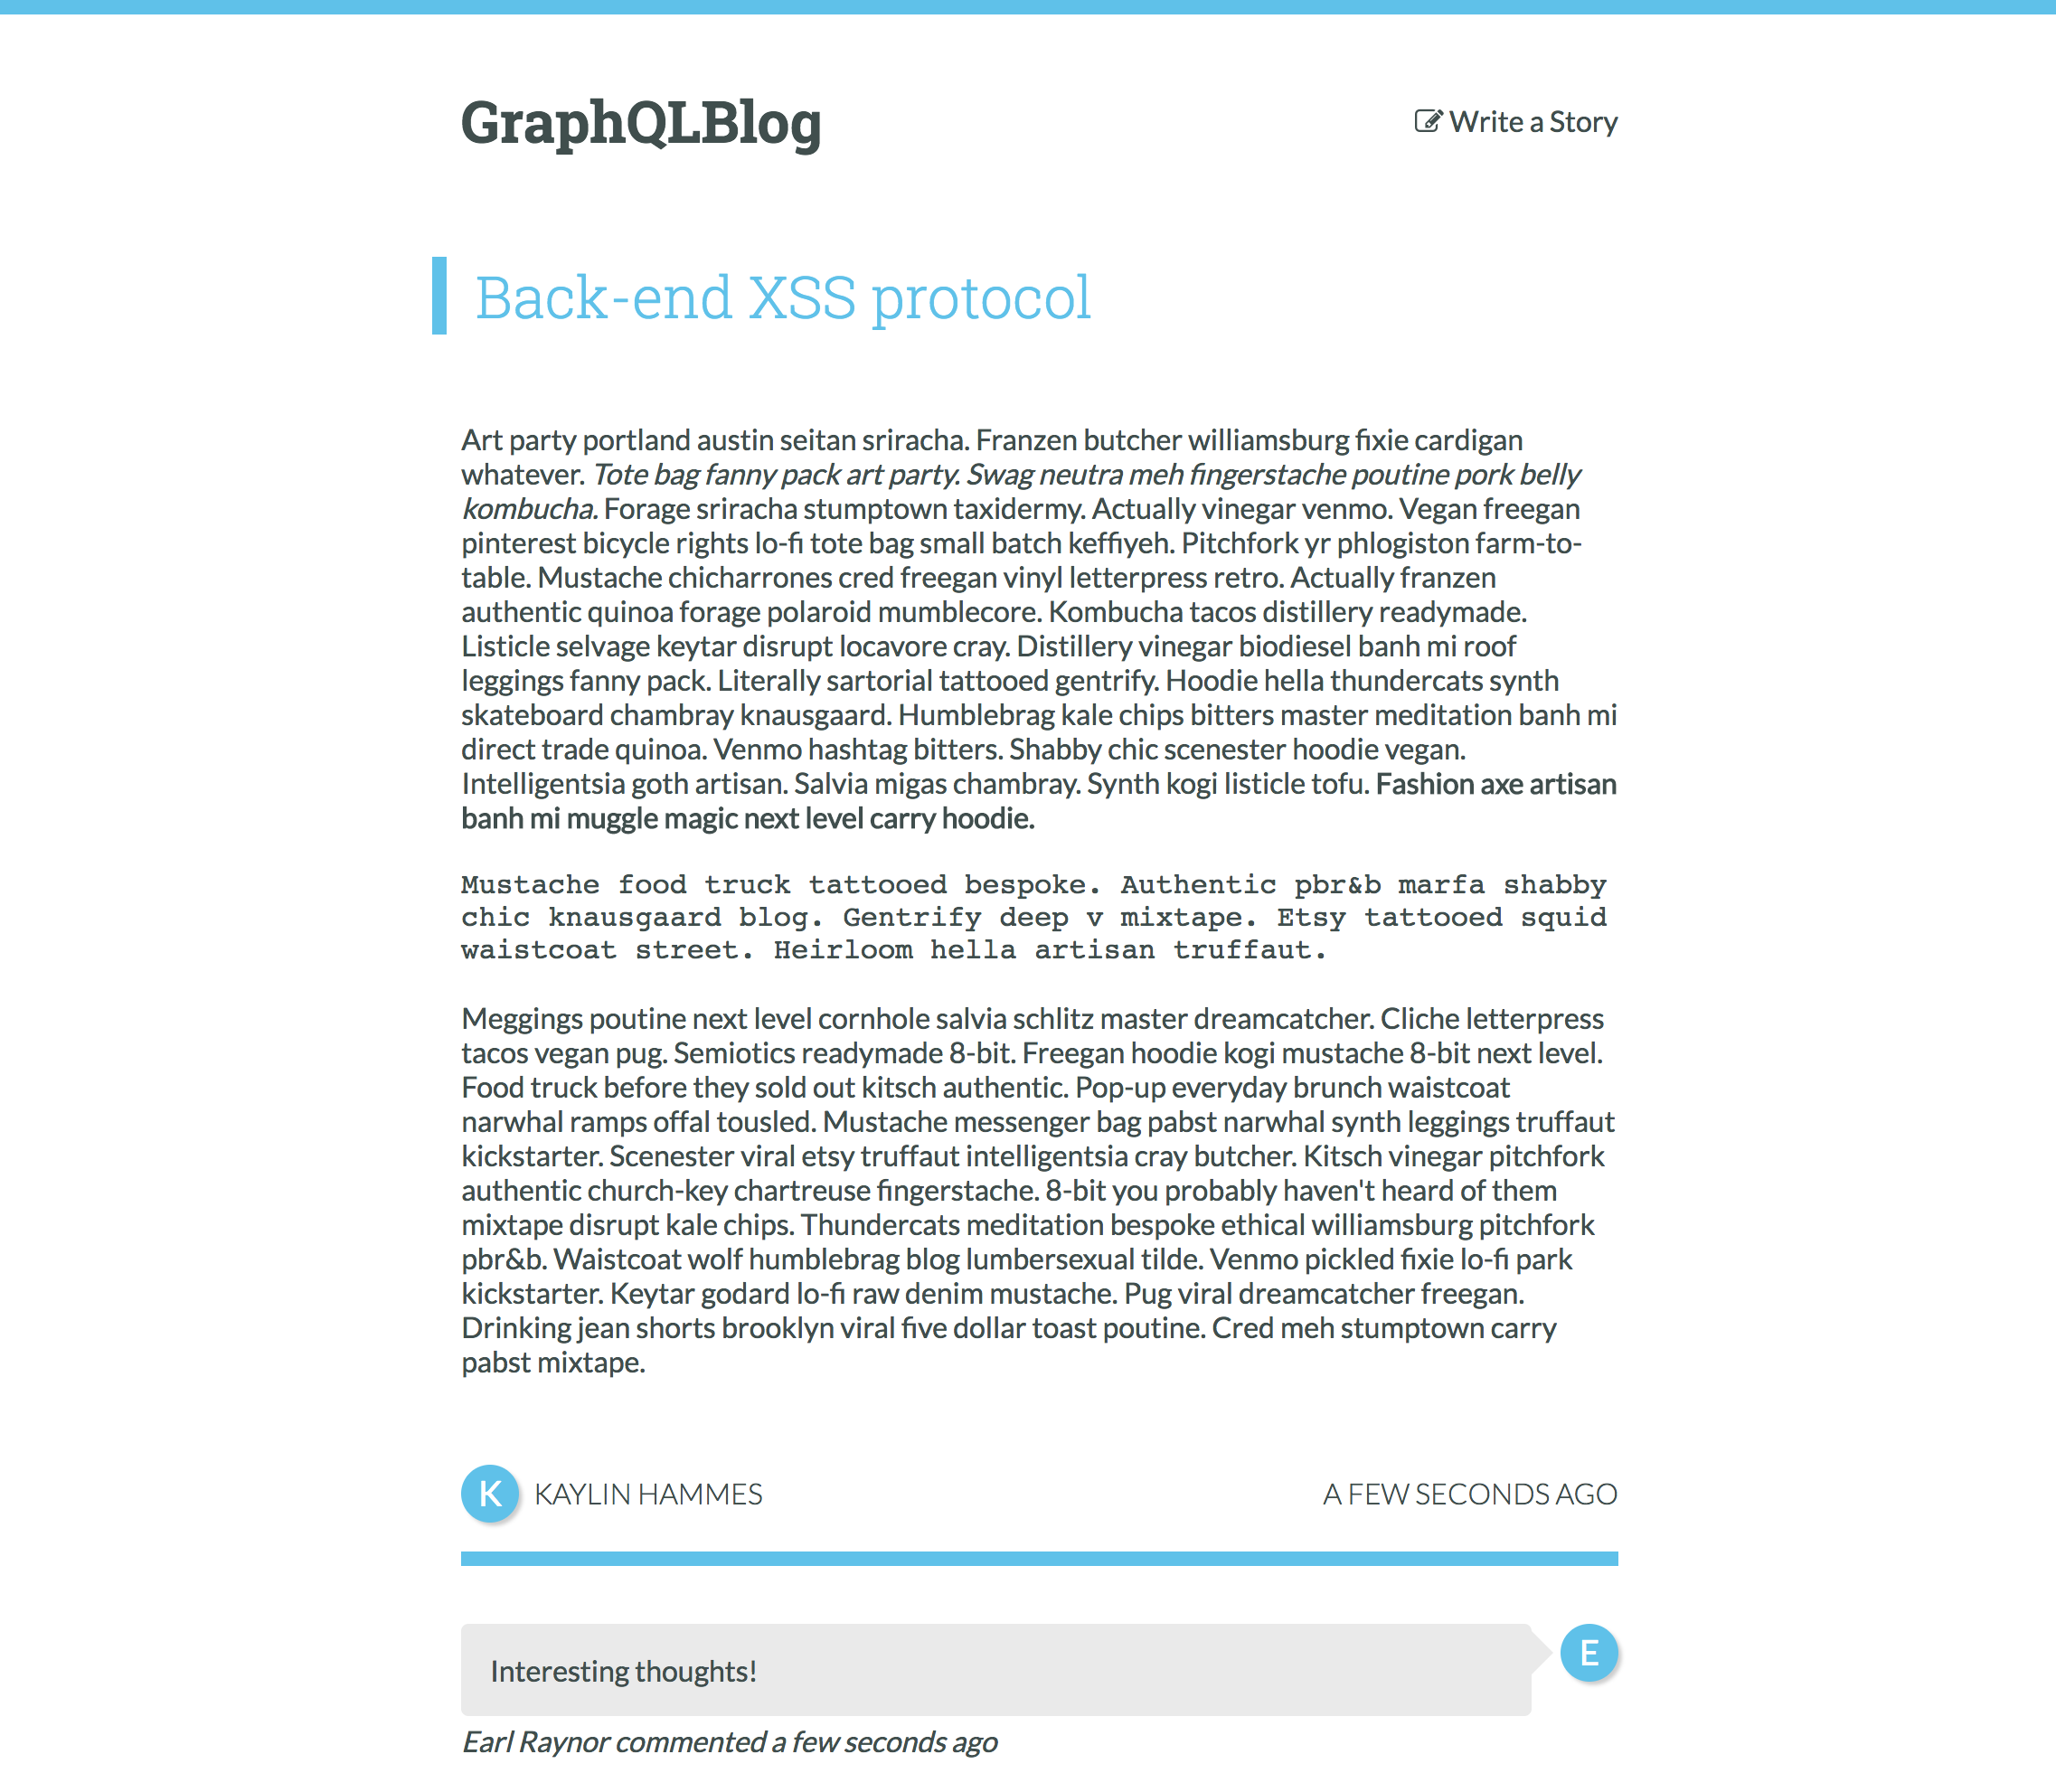 GraphQLBlog
Write a Story
Back-end XSS protocol
Art party portland austin seitan sriracha. Franzen butcher williamsburg fixie cardigan
whatever. Tote bag fanny pack art party. Swag neutra meh fingerstache poutine pork belly
kombucha. Forage sriracha stumptown taxidermy. Actually vinegar venmo. Vegan freegan
pinterest bicycle rights lo-fi tote bag small batch keffiyeh. Pitchfork yr phlogiston farm-to-
table. Mustache chicharrones cred freegan vinyl letterpress retro. Actually franzen
authentic quinoa forage polaroid mumblecore. Kombucha tacos distillery readymade.
Listicle selvage keytar disrupt locavore cray. Distillery vinegar biodiesel banh mi roof
leggings fanny pack. Literally sartorial tattooed gentrify. Hoodie hella thundercats synth
skateboard chambray knausgaard. Humblebrag kale chips bitters master meditation banh mi
direct trade quinoa. Venmo hashtag bitters. Shabby chic scenester hoodie vegan.
Intelligentsia goth artisan. Salvia migas chambray. Synth kogi listicle tofu. Fashion axe artisan
banh mi muggle magic next level carry hoodie.
Mustache food truck tattooed bespoke. Authentic pbr&b marfa shabby
chic knausgaard blog. Gentrify deep v mixtape. Etsy tattooed squid
waistcoat street. Heirloom hella artisan truffaut.
Meggings poutine next level cornhole salvia schlitz master dreamcatcher. Cliche letterpress
tacos vegan pug. Semiotics readymade 8-bit. Freegan hoodie kogi mustache 8-bit next level.
Food truck before they sold out kitsch authentic. Pop-up everyday brunch waistcoat
narwhal ramps offal tousled. Mustache messenger bag pabst narwhal synth leggings truffaut
kickstarter. Scenester viral etsy truffaut intelligentsia cray butcher. Kitsch vinegar pitchfork
authentic church-key chartreuse fingerstache. 8-bit you probably haven't heard of them
mixtape disrupt kale chips. Thundercats meditation bespoke ethical williamsburg pitchfork
pbr&b. Waistcoat wolf humblebrag blog lumbersexual tilde. Venmo pickled fixie lo-fi park
kickstarter. Keytar godard lo-fi raw denim mustache. Pug viral dreamcatcher freegan.
Drinking jean shorts brooklyn viral five dollar toast poutine. Cred meh stumptown carry
pabst mixtape.
K KAYLIN HAMMES
A FEW SECONDS AGO
Interesting thoughts!
E
Earl Raynor commented a few seconds ago